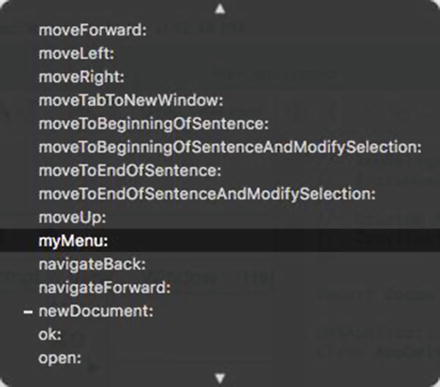 moveForward:
moveLeft:
moveRight:
moveTabToNewWindow:
moveToBeginningOfSentence:
moveToBeginningOfSentenceAndModifySelection:
moveToEndOfSentence:
moveToEndOfSentenceAndModifySelection:
moveUp:
myMenu:
navigateBack:
navigateForward:
– newDocument:
ok:
open: